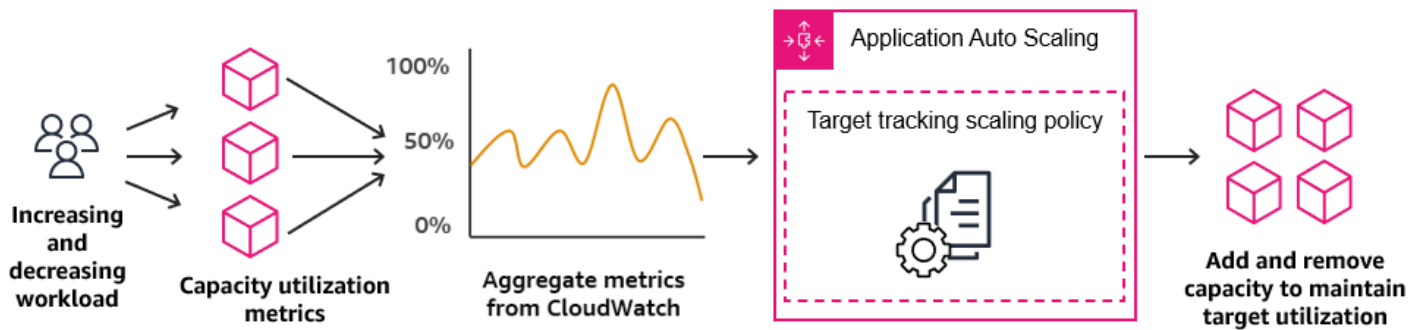 Increasing
and
decreasing
workload
Capacity utilization
metrics
100%
50%
0%
Aggregate metrics
from CloudWatch
Application Auto Scaling
Target tracking scaling policy
Add and remove
capacity to maintain
target utilization